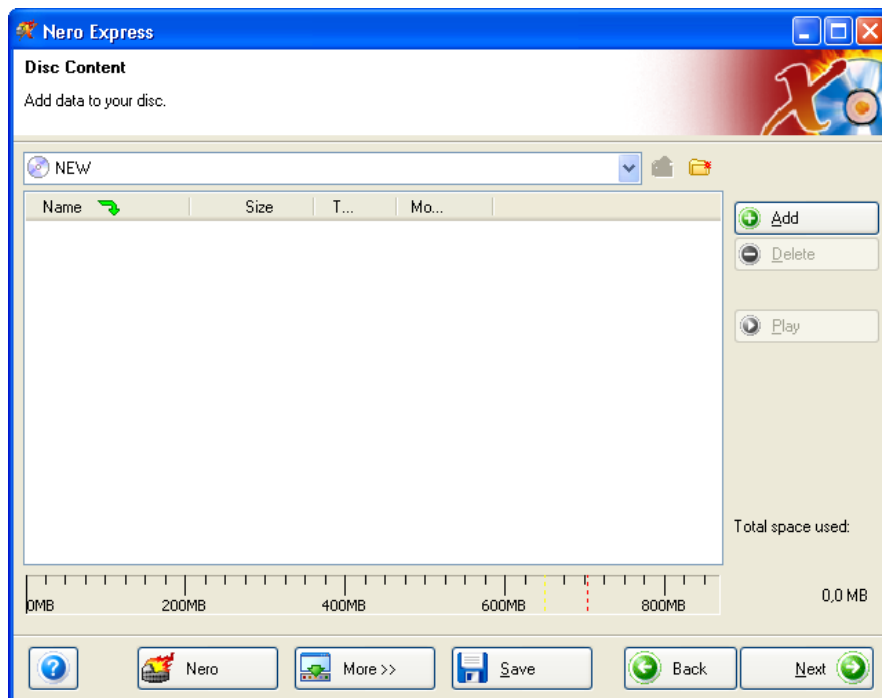 Nero Express
Disc Content
Add data to your disc.
NEW
Name Size T... Mo...
Add
Delete
Play
Total space used:
0MB 200MB 400MB 600MB 800MB
0,0 MB
Nero More >> Save Back Next